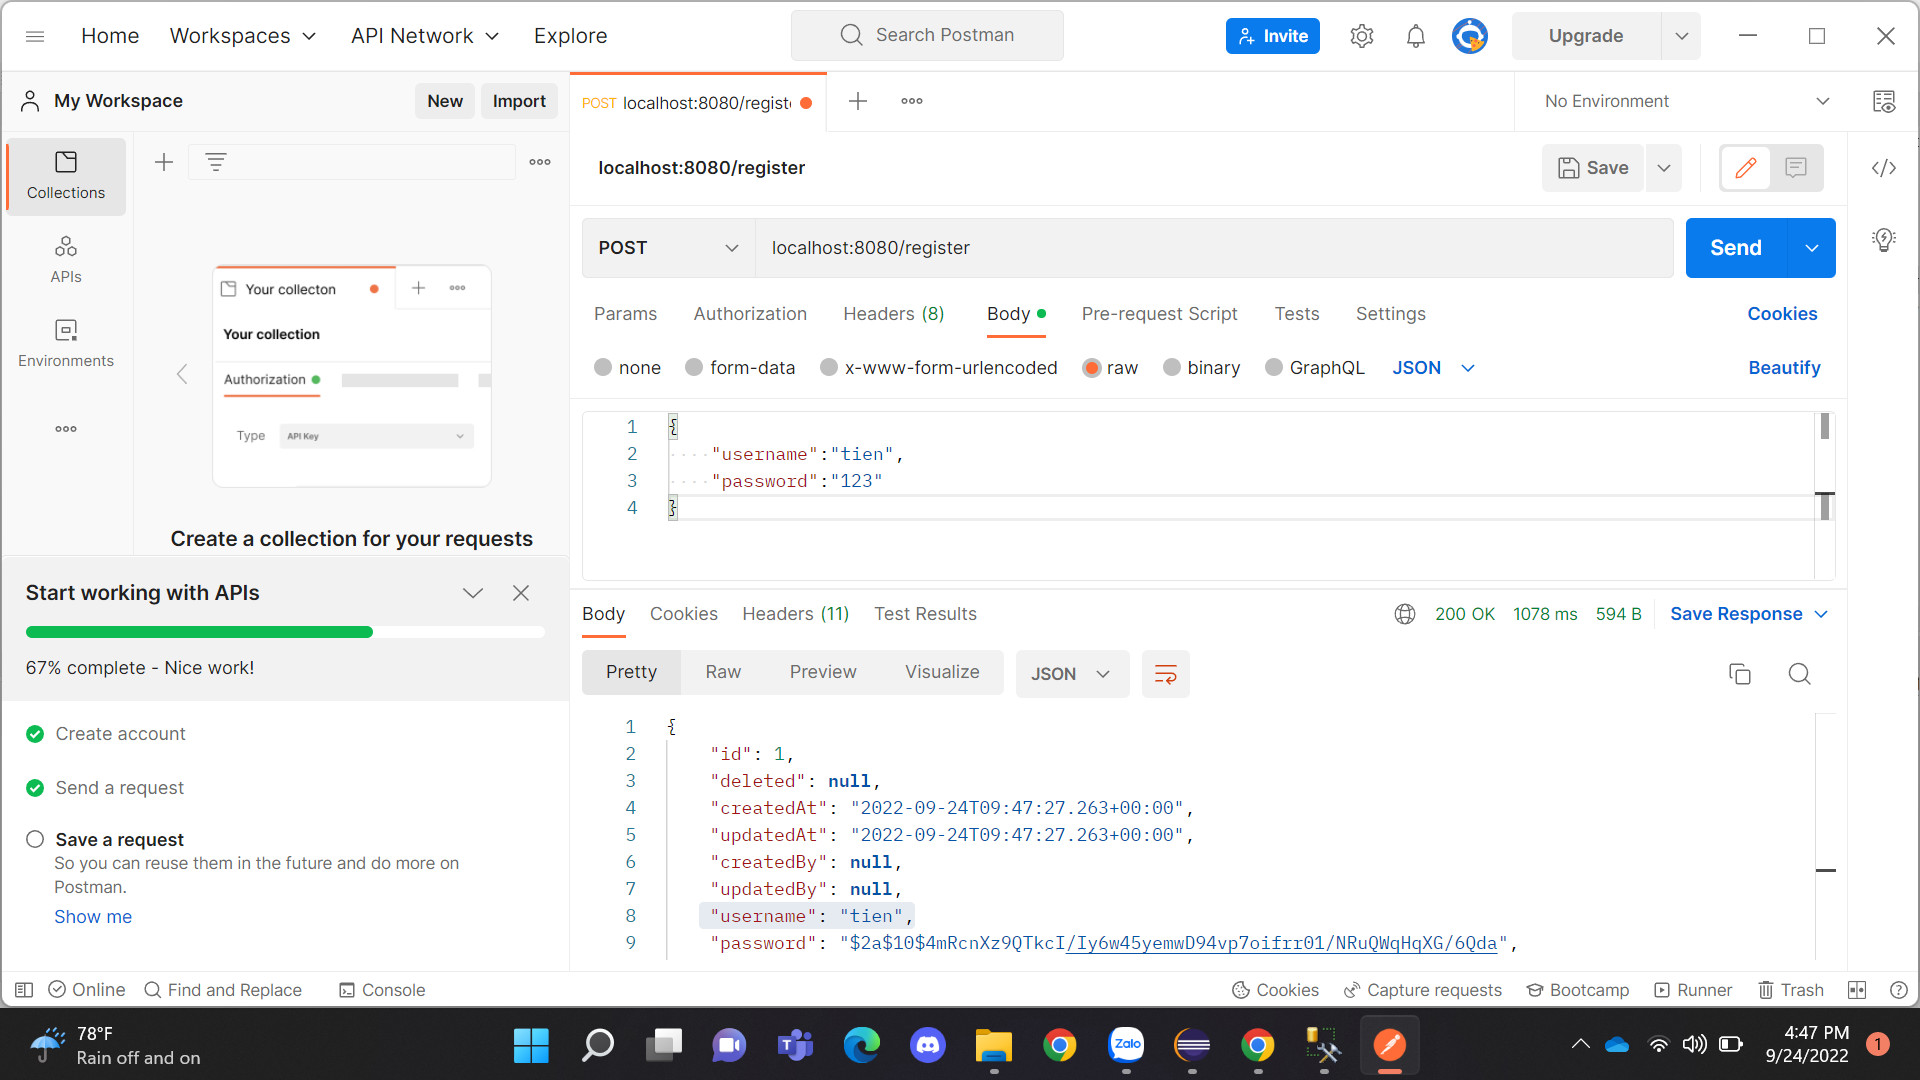 Home Workspaces API Network Explore Search Postman Invite Upgrade
My Workspace New Import POST localhost:8080/regist No Environment
Collections
APIs
Environments
Your collecton
Your collection
Authorization
Type API Key
Create a collection for your requests
Start working with APIs
67% complete - Nice work!
Create account
Send a request
Save a request
So you can reuse them in the future and do more on
Postman.
Show me
localhost:8080/register Save
POST localhost:8080/register Send
Params Authorization Headers (8) Body Pre-request Script Tests Settings Cookies
none form-data x-www-form-urlencoded raw binary GraphQL JSON Beautify
1 {
2 "username":"tien",
3 "password":"123"
4 }
Body Cookies Headers (11) Test Results 200 OK 1078 ms 594 B Save Response
Pretty Raw Preview Visualize JSON
1 {
2 "id": 1,
3 "deleted": null,
4 "createdAt": "2022-09-24T09:47:27.263+00:00",
5 "updatedAt": "2022-09-24T09:47:27.263+00:00",
6 "createdBy": null,
7 "updatedBy": null,
8 "username": "tien",
9 "password": "$2a$10$4mRcnXz9QTkcI/Iy6w45yemwD94vp7oifrr01/NRuQWqHqXG/6Qda",
Online Find and Replace Console Cookies Capture requests Bootcamp Runner Trash
78°F
Rain off and on
Zalo
4:47 PM
9/24/2022
1